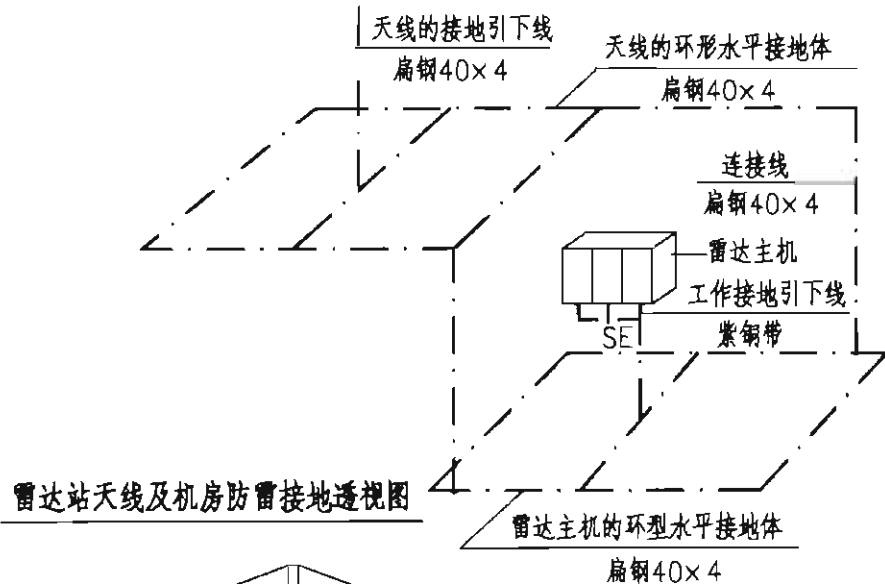 天线的接地引下线
扁钢40×4
天线的环形水平接地体
扁钢40×4
连接线
扁钢40×4
雷达主机
工作接地引下线
紫铜带
SE
雷达站天线及机房防雷接地透视图
雷达主机的环型水平接地体
扁钢40×4